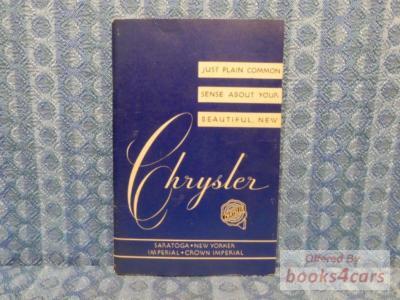 JUST PLAIN COMMON
SENSE ABOUT YOUR
BEAUTIFUL, NEW
Chrysler
SARATOGA • NEW YORKER
IMPERIAL • CROWN IMPERIAL
Offered By
books4cars